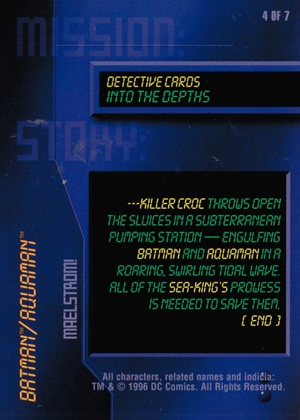 4 OF 7
MISSION:
DETECTIVE CARDS
INTO THE DEPTHS
STORY:
---KILLER CROC THROWS OPEN
THE SLUICES IN A SUBTERRANEAN
PUMPING STATION — ENGULFING
BATMAN AND AQUAMAN IN A
ROARING, SWIRLING TIDAL WAVE.
ALL OF THE SEA-KING'S PROWESS
IS NEEDED TO SAVE THEM.
[ END ]
BATMAN™/AQUAMAN™
MAELSTROM!
All characters, related names and indicia:
TM & © 1996 DC Comics. All Rights Reserved.